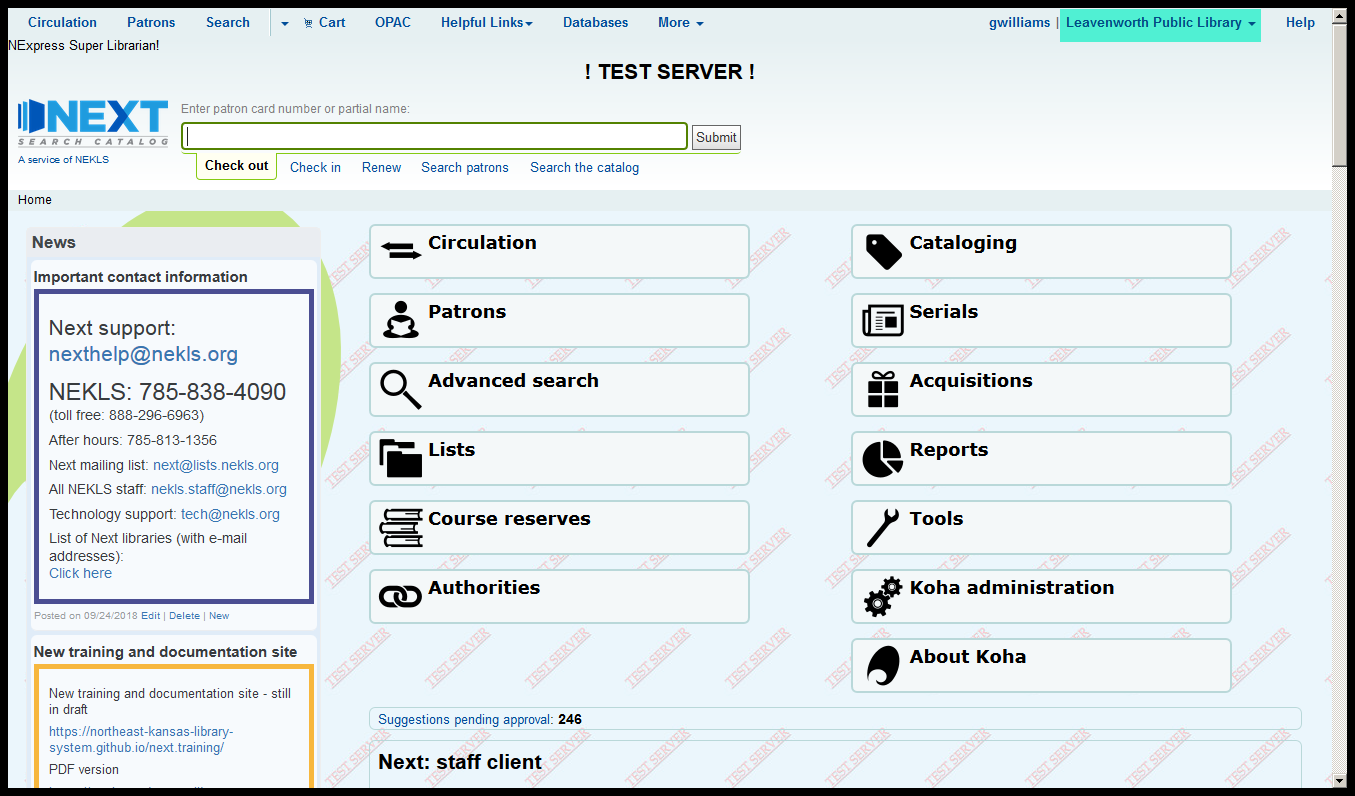 Circulation Patrons Search Cart OPAC Helpful Links Databases More gwilliams | Leavenworth Public Library Help
NExpress Super Librarian!
! TEST SERVER !
NEXT
SEARCH CATALOG
A service of NEKLS
Enter patron card number or partial name:
Submit
Check out Check in Renew Search patrons Search the catalog
Home
News
Important contact information
Next support:
nexthelp@nekls.org
NEKLS: 785-838-4090
(toll free: 888-296-6963)
After hours: 785-813-1356
Next mailing list: next@lists.nekls.org
All NEKLS staff: nekls.staff@nekls.org
Technology support: tech@nekls.org
List of Next libraries (with e-mail
addresses):
Click here
Posted on 09/24/2018 Edit | Delete | New
New training and documentation site
New training and documentation site - still
in draft
https://northeast-kansas-library-
system.github.io/next.training/
PDF version
Circulation
Patrons
Advanced search
Lists
Course reserves
Authorities
Cataloging
Serials
Acquisitions
Reports
Tools
Koha administration
About Koha
Suggestions pending approval: 246
Next: staff client
TEST SERVER